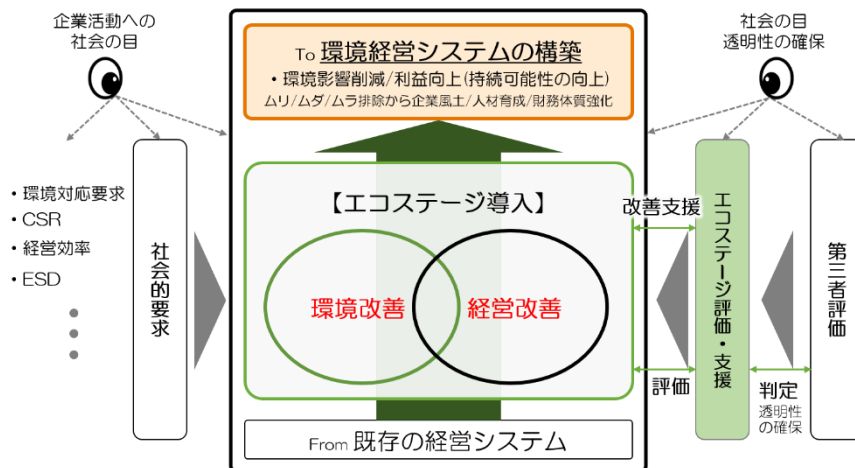 企業活動への
社会の目
・環境対応要求
・CSR
・経営効率
・ESD
社会的要求
To 環境経営システムの構築
・環境影響削減/利益向上(持続可能性の向上)
ムリ/ムダ/ムラ排除から企業風土/人材育成/財務体質強化
【エコステージ導入】
環境改善
経営改善
From 既存の経営システム
改善支援
評価
社会の目
透明性の確保
エコステージ評価・支援
判定
透明性
の確保
第三者評価